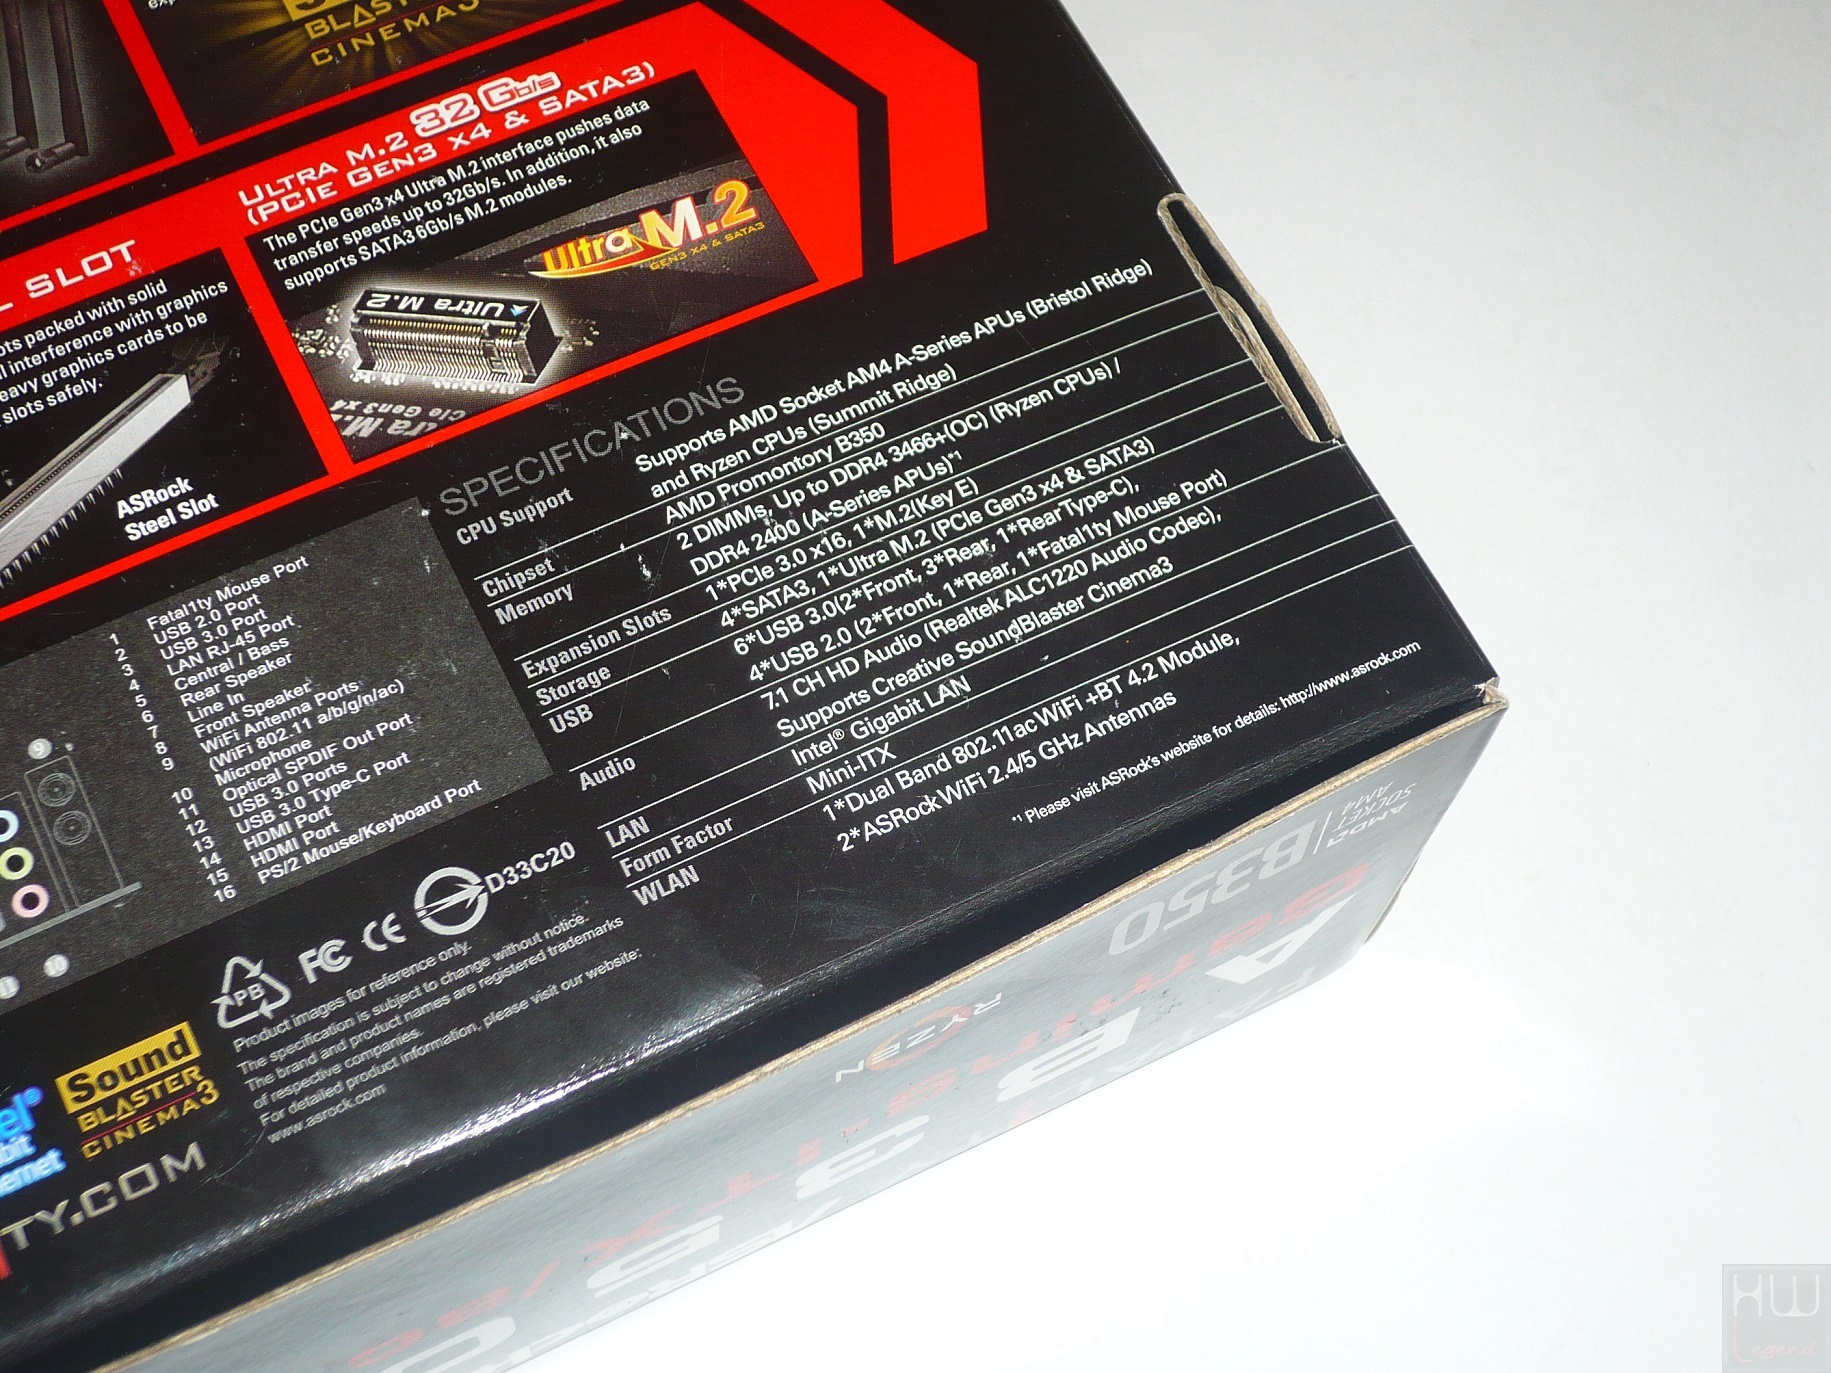 BLASTER
CINEMA3
ULTRA M.2 32Gb/s
(PCIE GEN3 X4 & SATA3)
The PCIe Gen3 x4 Ultra M.2 interface pushes data
transfer speeds up to 32Gb/s. In addition, it also
supports SATA3 6Gb/s M.2 modules.
Ultra M.2
GEN3 X4 & SATA3
Ultra M.2
SLOT
packed with solid
interference with graphics
graphics cards to be
slots safely.
ASRock
Steel Slot
SPECIFICATIONS
CPU Support Supports AMD Socket AM4 A-Series APUs (Bristol Ridge)
and Ryzen CPUs (Summit Ridge)
Chipset AMD Promontory B350
Memory 2 DIMMs, Up to DDR4 3466+(OC) (Ryzen CPUs) /
DDR4 2400 (A-Series APUs)*1
Expansion Slots 1*PCIe 3.0 x16, 1*M.2(Key E)
Storage 4*SATA3, 1*Ultra M.2 (PCIe Gen3 x4 & SATA3)
USB 6*USB 3.0(2*Front, 3*Rear, 1*RearType-C),
4*USB 2.0 (2*Front, 1*Rear, 1*Fatal1ty Mouse Port)
Audio 7.1 CH HD Audio (Realtek ALC1220 Audio Codec),
Supports Creative SoundBlaster Cinema3
LAN Intel® Gigabit LAN
Form Factor Mini-ITX
WLAN 1*Dual Band 802.11ac WiFi +BT 4.2 Module,
2* ASRock WiFi 2.4/5 GHz Antennas
*1 Please visit ASRock's website for details: http://www.asrock.com
1 Fatal1ty Mouse Port
2 USB 2.0 Port
3 USB 3.0 Port
4 LAN RJ-45 Port
5 Central / Bass
6 Rear Speaker
7 Line In
8 Front Speaker
9 WiFi Antenna Ports
(WiFi 802.11 a/b/g/n/ac)
10 Microphone
11 Optical SPDIF Out Port
12 USB 3.0 Ports
13 USB 3.0 Type-C Port
14 HDMI Port
15 HDMI Port
16 PS/2 Mouse/Keyboard Port
9
10
PB FC CE D33C20
Product images for reference only.
The specification is subject to change without notice.
The brand and product names are registered trademarks
of respective companies.
For detailed product information, please visit our website:
www.asrock.com
Sound
BLASTER
CINEMA3
TY.COM
AMD
SOCKET
AM4
B350
RYZEN
HW
Legend